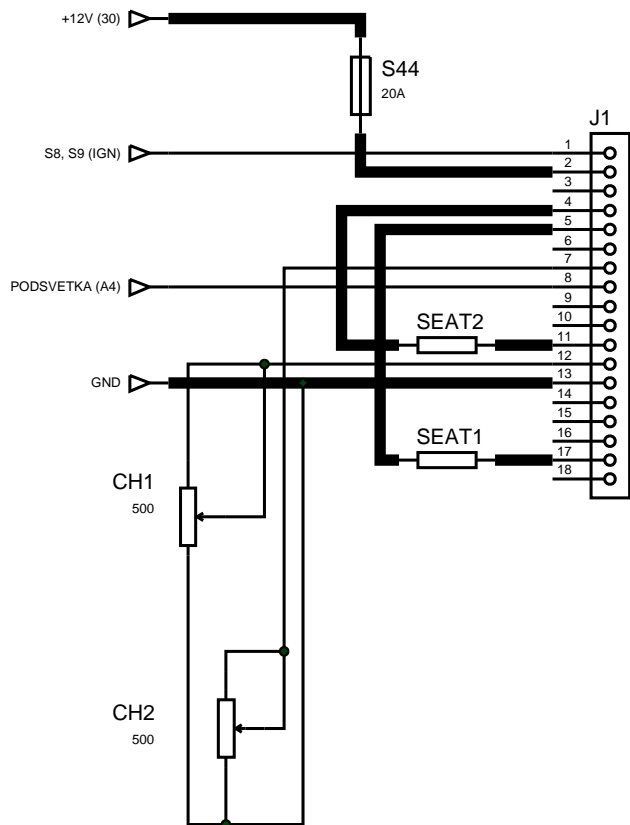 +12V (30)
S44
20A
J1
S8, S9 (IGN)
1
2
3
4
5
6
7
PODSVETKA (A4)
8
9
10
SEAT2
11
12
GND
13
14
15
SEAT1
16
17
18
CH1
500
CH2
500